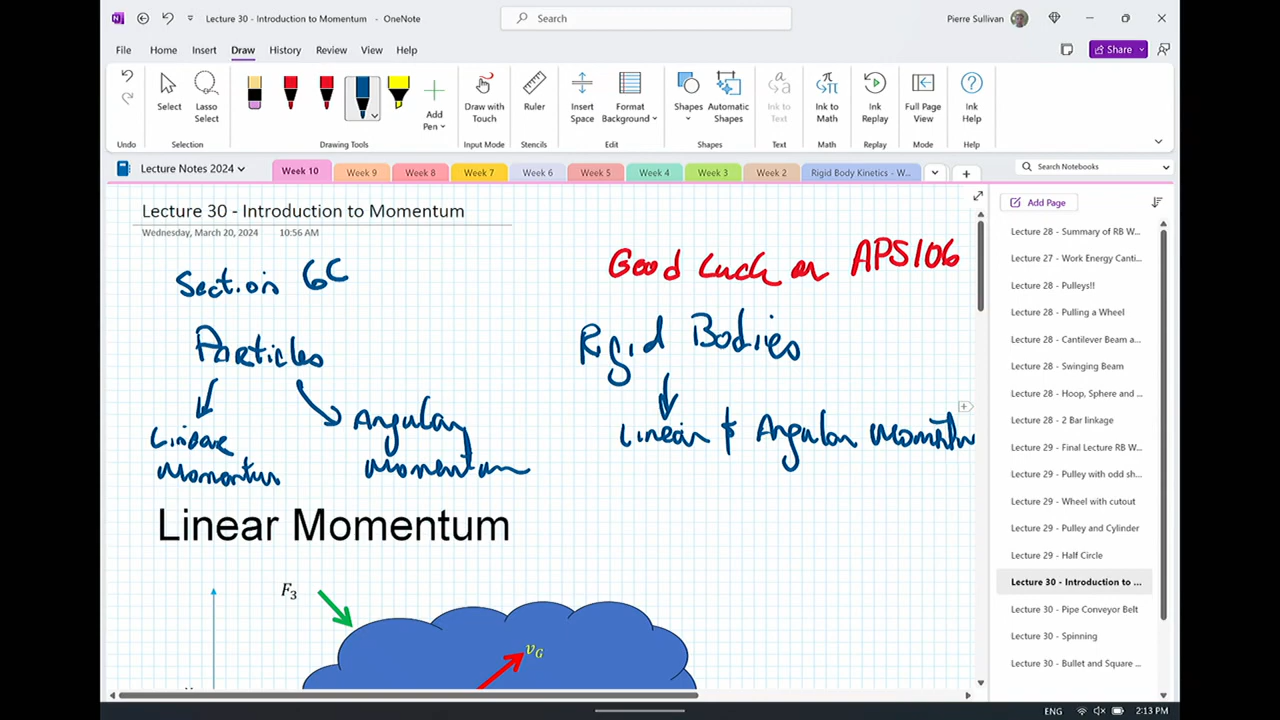 Lecture 30 - Introduction to Momentum - OneNote
Search
Pierre Sullivan
File Home Insert Draw History Review View Help
Share
Select
Lasso Select
Add Pen
Draw with Touch
Ruler
Insert Space
Format Background
Shapes
Automatic Shapes
Ink to Text
Ink to Math
Ink Replay
Full Page View
Ink Help
Undo Selection Drawing Tools Input Mode Stencils Edit Shapes Text Math Replay Mode Help
Lecture Notes 2024
Week 10 Week 9 Week 8 Week 7 Week 6 Week 5 Week 4 Week 3 Week 2 Rigid Body Kinetics - W...
Search Notebooks
Lecture 30 - Introduction to Momentum
Wednesday, March 20, 2024 10:56 AM
Section 6C
Good Luck on APS106
Particles
Rigid Bodies
Linear Momentum
Angular Momentum
Linear & Angular Momentum
Linear Momentum
F₃
v_G
Add Page
Lecture 28 - Summary of RB W...
Lecture 27 - Work Energy Canti...
Lecture 28 - Pulleys!!
Lecture 28 - Pulling a Wheel
Lecture 28 - Cantilever Beam a...
Lecture 28 - Swinging Beam
Lecture 28 - Hoop, Sphere and ...
Lecture 28 - 2 Bar linkage
Lecture 29 - Final Lecture RB W...
Lecture 29 - Pulley with odd sh...
Lecture 29 - Wheel with cutout
Lecture 29 - Pulley and Cylinder
Lecture 29 - Half Circle
Lecture 30 - Introduction to ...
Lecture 30 - Pipe Conveyor Belt
Lecture 30 - Spinning
Lecture 30 - Bullet and Square ...
ENG
2:13 PM